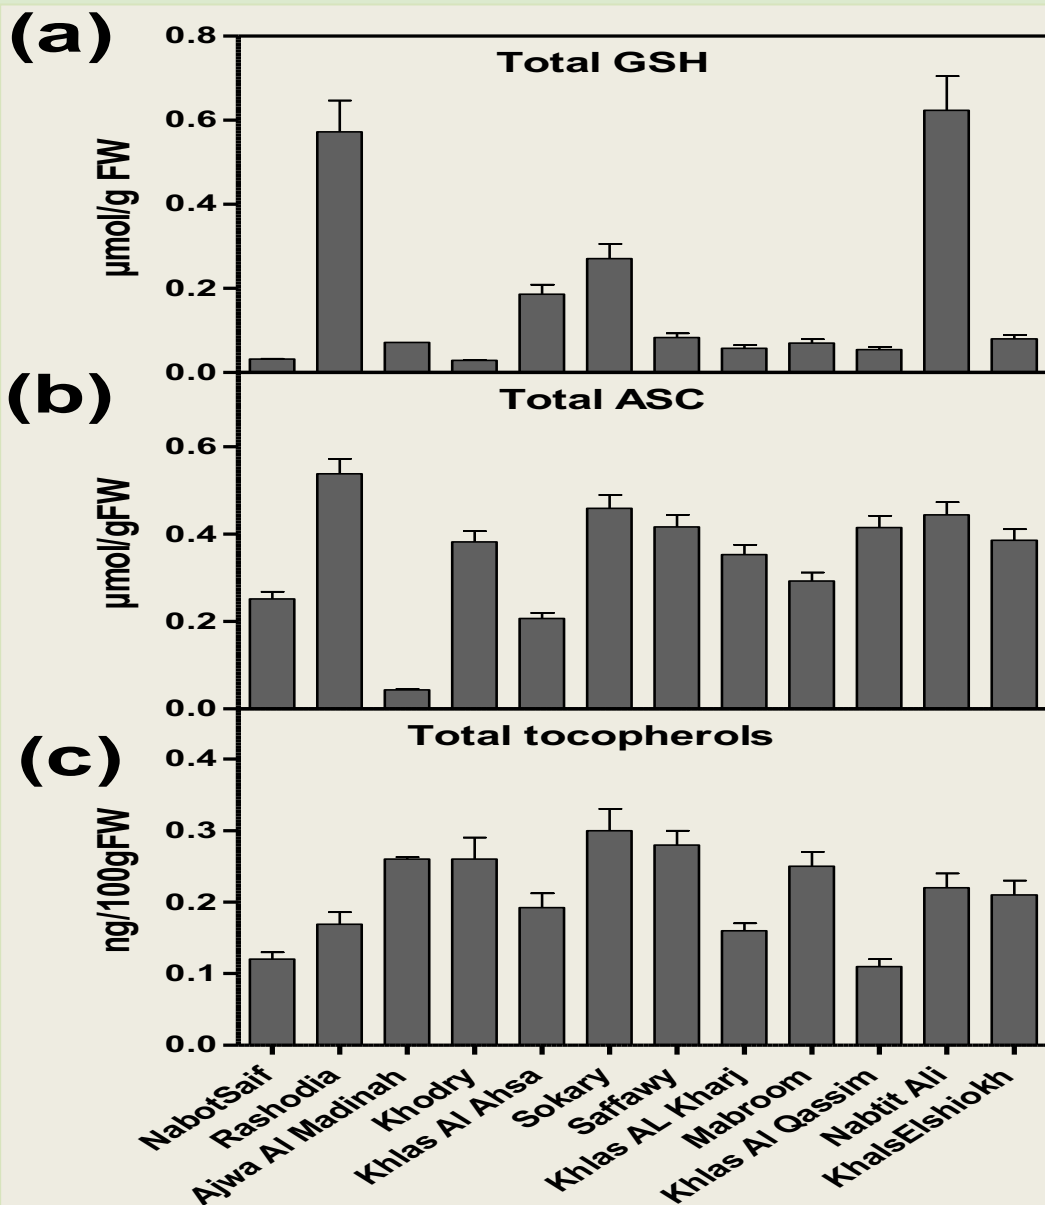 (a)
Total GSH
µmol/g FW
0.8
0.6
0.4
0.2
0.0
(b)
Total ASC
µmol/gFW
0.6
0.4
0.2
0.0
(c)
Total tocopherols
ng/100gFW
0.4
0.3
0.2
0.1
0.0
NabotSaif
Rashodia
Ajwa Al Madinah
Khodry
Khlas Al Ahsa
Sokary
Saffawy
Khlas AL Kharj
Mabroom
Khlas Al Qassim
Nabtit Ali
KhalsElshiokh